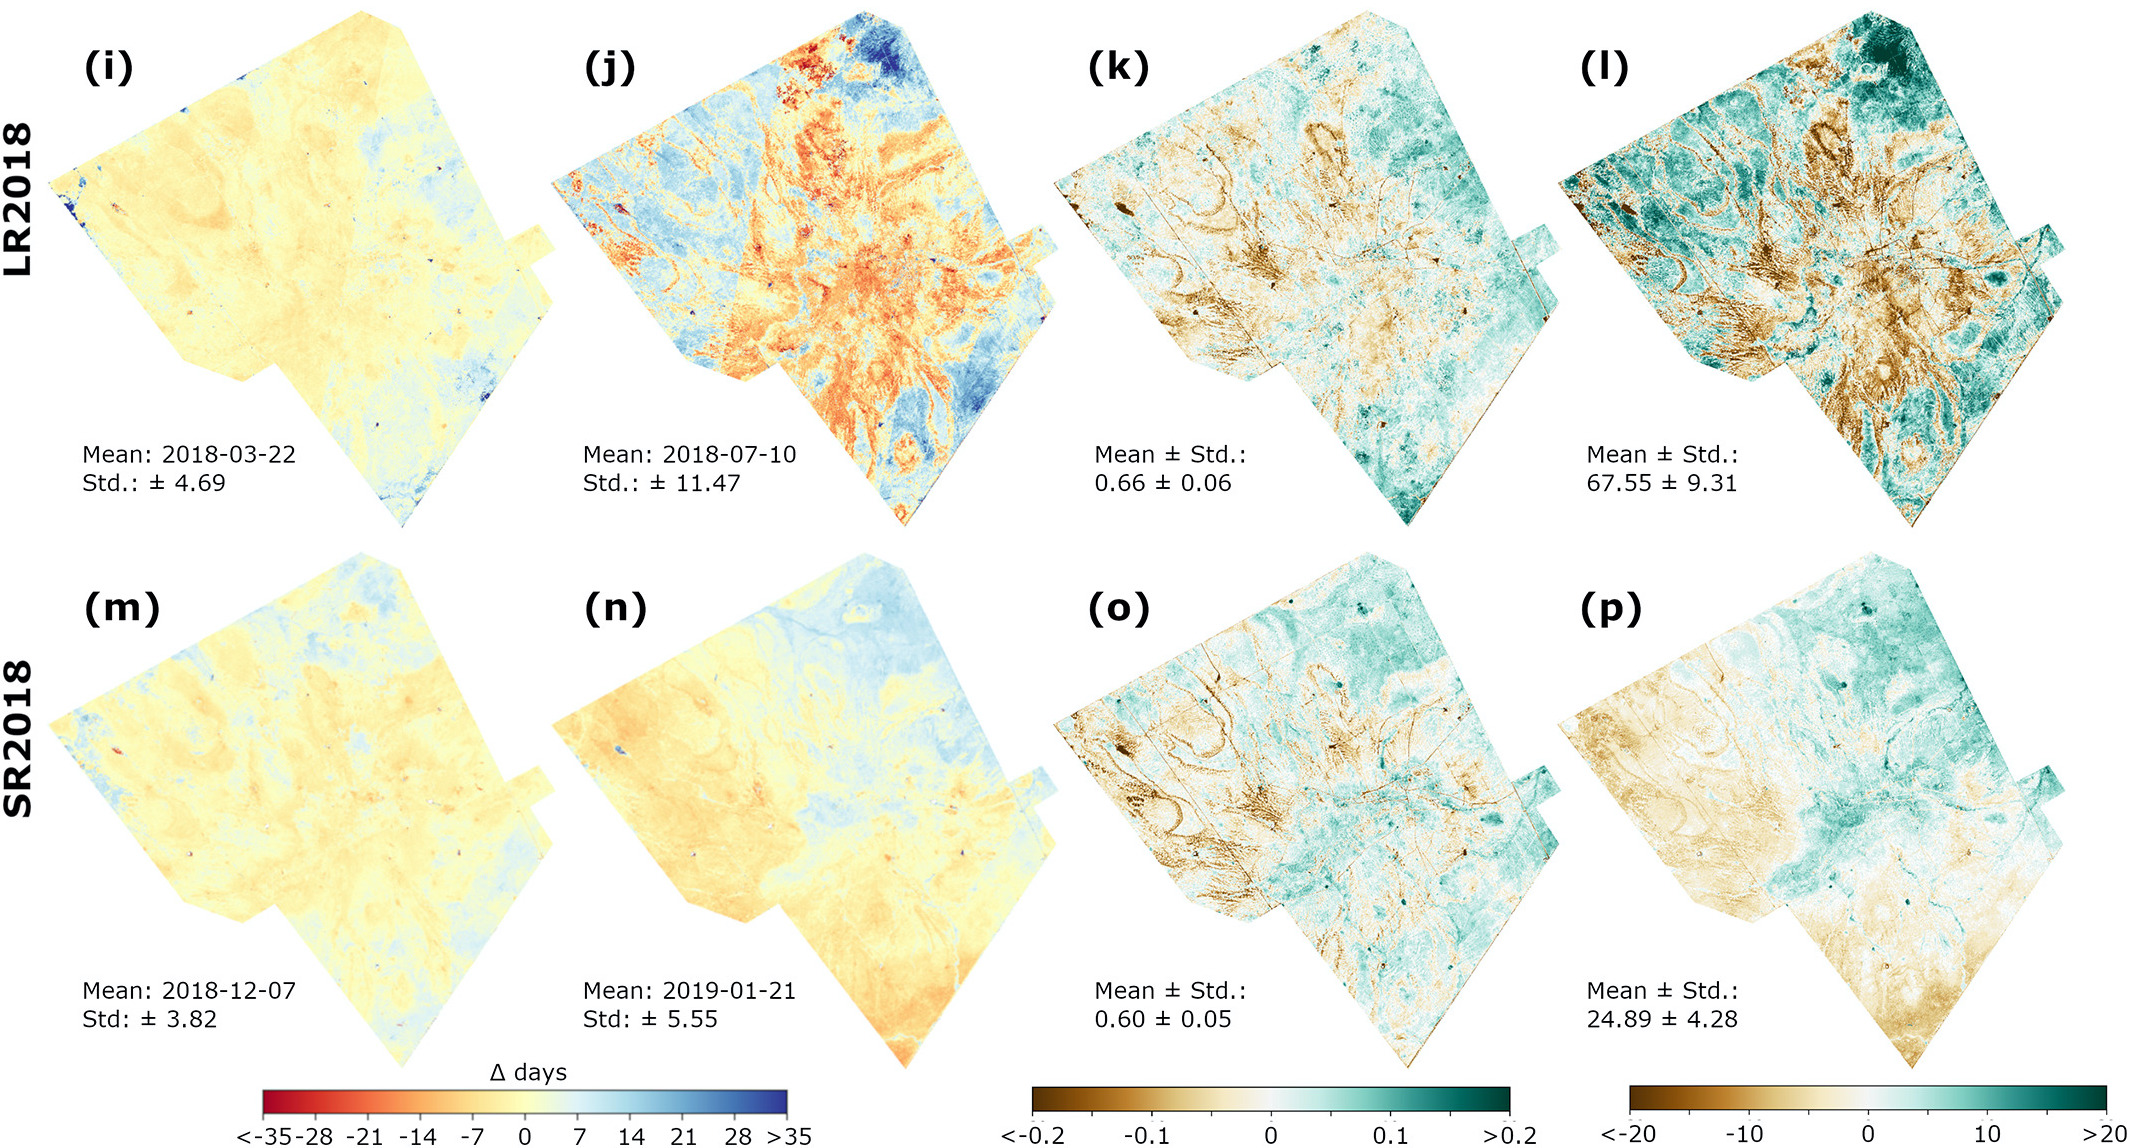 LR2018
(i)
(j)
(k)
(l)
Mean: 2018-03-22
Std.: ± 4.69
Mean: 2018-07-10
Std.: ± 11.47
Mean ± Std.:
0.66 ± 0.06
Mean ± Std.:
67.55 ± 9.31
SR2018
(m)
(n)
(o)
(p)
Mean: 2018-12-07
Std: ± 3.82
Mean: 2019-01-21
Std: ± 5.55
Mean ± Std.:
0.60 ± 0.05
Mean ± Std.:
24.89 ± 4.28
Δ days
<-35 -28 -21 -14 -7 0 7 14 21 28 >35
<-0.2 -0.1 0 0.1 >0.2
<-20 -10 0 10 >20